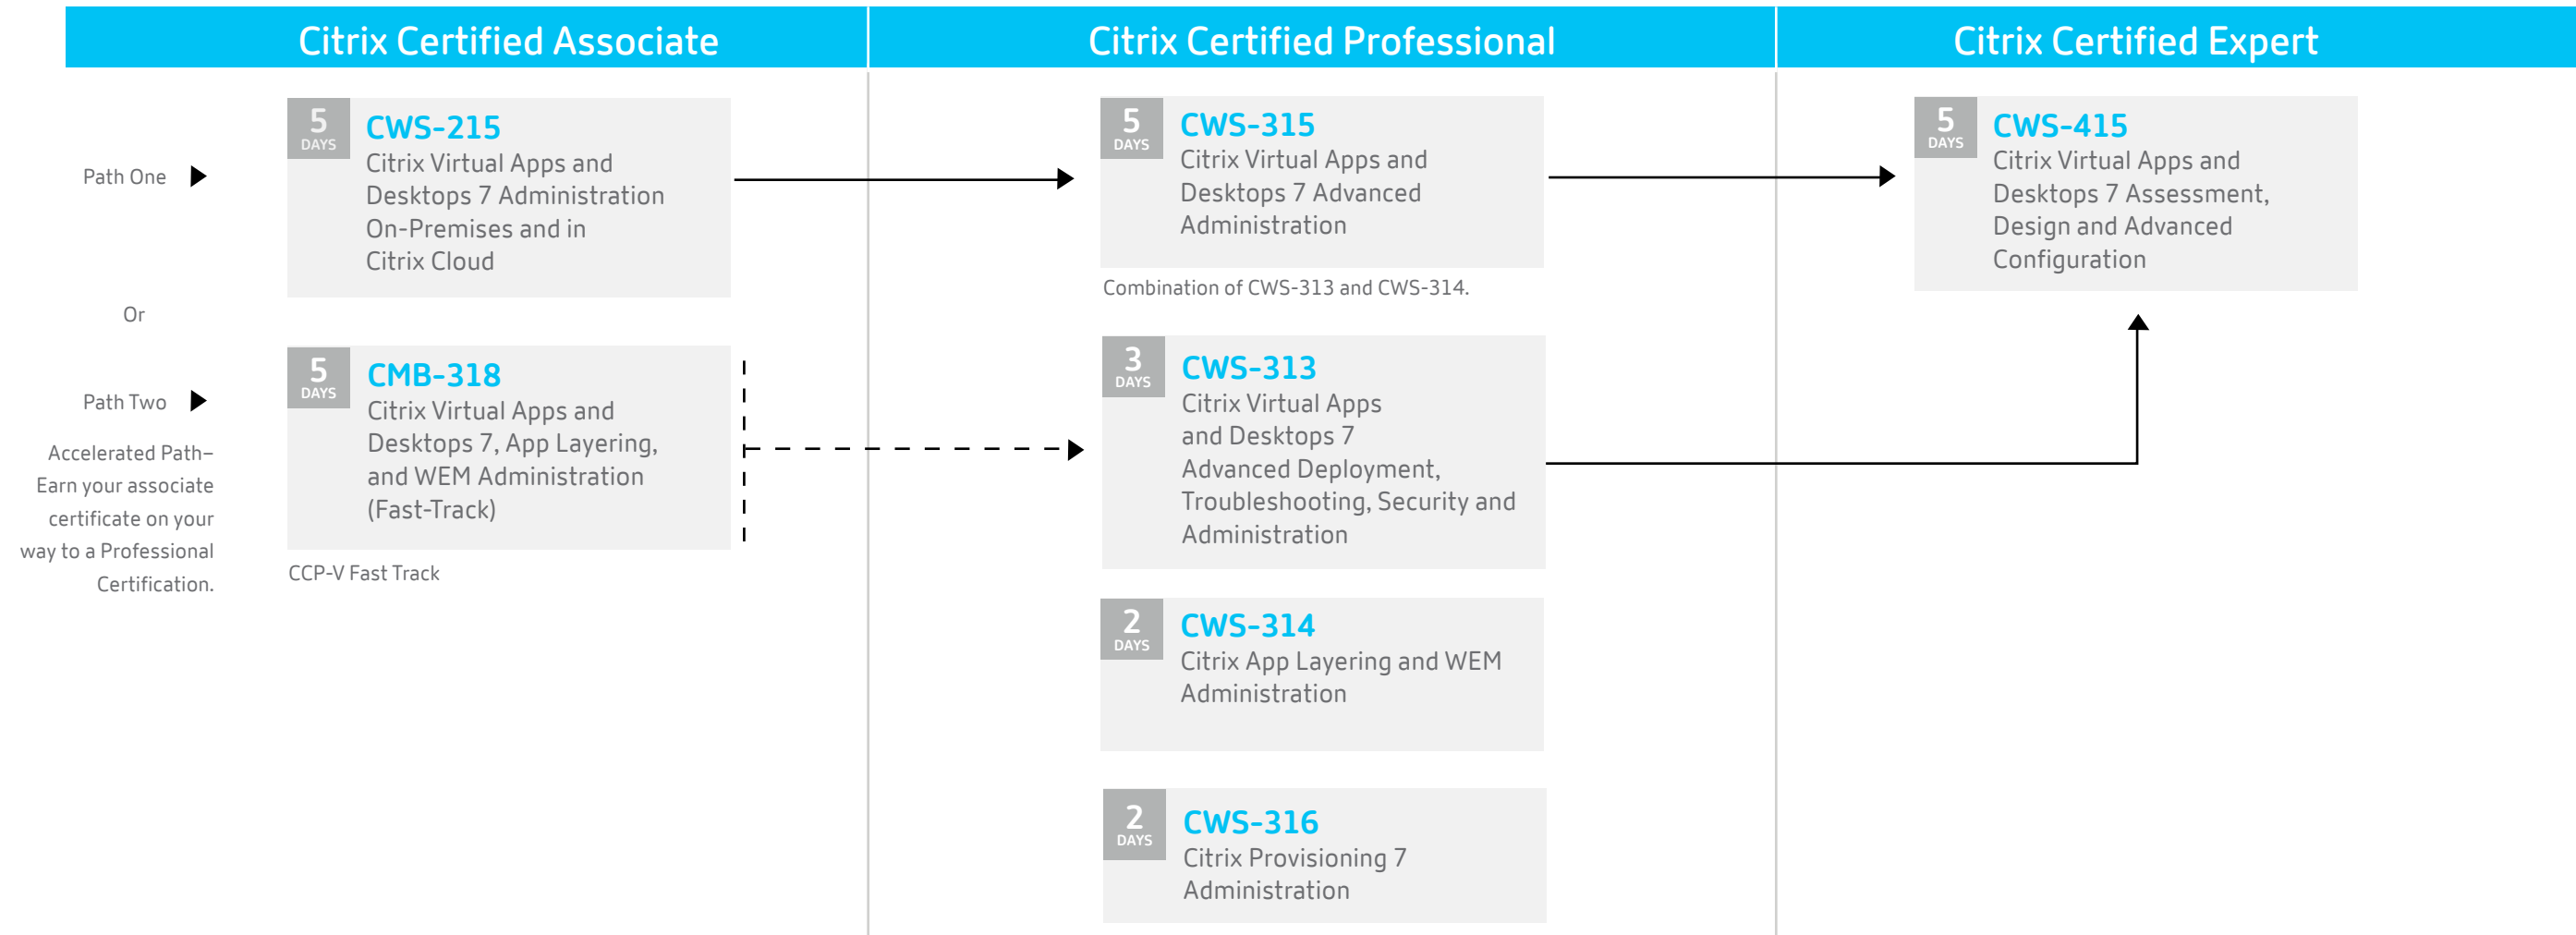 Citrix Certified Associate
Citrix Certified Professional
Citrix Certified Expert
Path One
5
DAYS
CWS-215
Citrix Virtual Apps and
Desktops 7 Administration
On-Premises and in
Citrix Cloud
5
DAYS
CWS-315
Citrix Virtual Apps and
Desktops 7 Advanced
Administration
Combination of CWS-313 and CWS-314.
5
DAYS
CWS-415
Citrix Virtual Apps and
Desktops 7 Assessment,
Design and Advanced
Configuration
Or
Path Two
Accelerated Path–
Earn your associate
certificate on your
way to a Professional
Certification.
5
DAYS
CMB-318
Citrix Virtual Apps and
Desktops 7, App Layering,
and WEM Administration
(Fast-Track)
CCP-V Fast Track
3
DAYS
CWS-313
Citrix Virtual Apps
and Desktops 7
Advanced Deployment,
Troubleshooting, Security and
Administration
2
DAYS
CWS-314
Citrix App Layering and WEM
Administration
2
DAYS
CWS-316
Citrix Provisioning 7
Administration